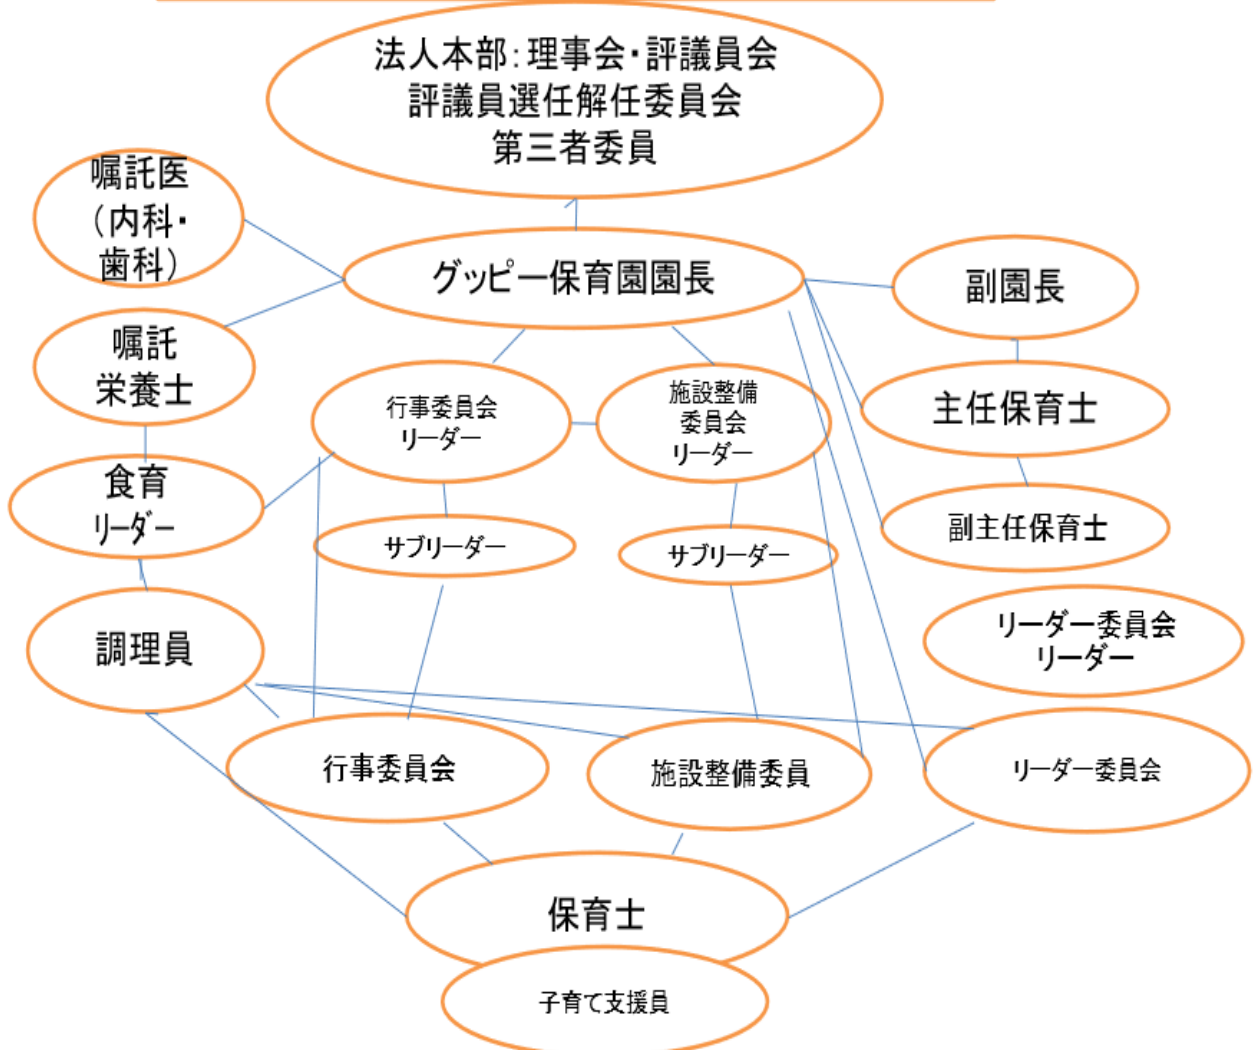 法人本部：理事会・評議員会
評議員選任解任委員会
第三者委員
嘱託医
（内科・
歯科）
グッピー保育園園長
副園長
嘱託
栄養士
行事委員会
リーダー
施設整備
委員会
リーダー
主任保育士
食育
リーダー
サブリーダー
サブリーダー
副主任保育士
調理員
リーダー委員会
リーダー
行事委員会
施設整備委員
リーダー委員会
保育士
子育て支援員